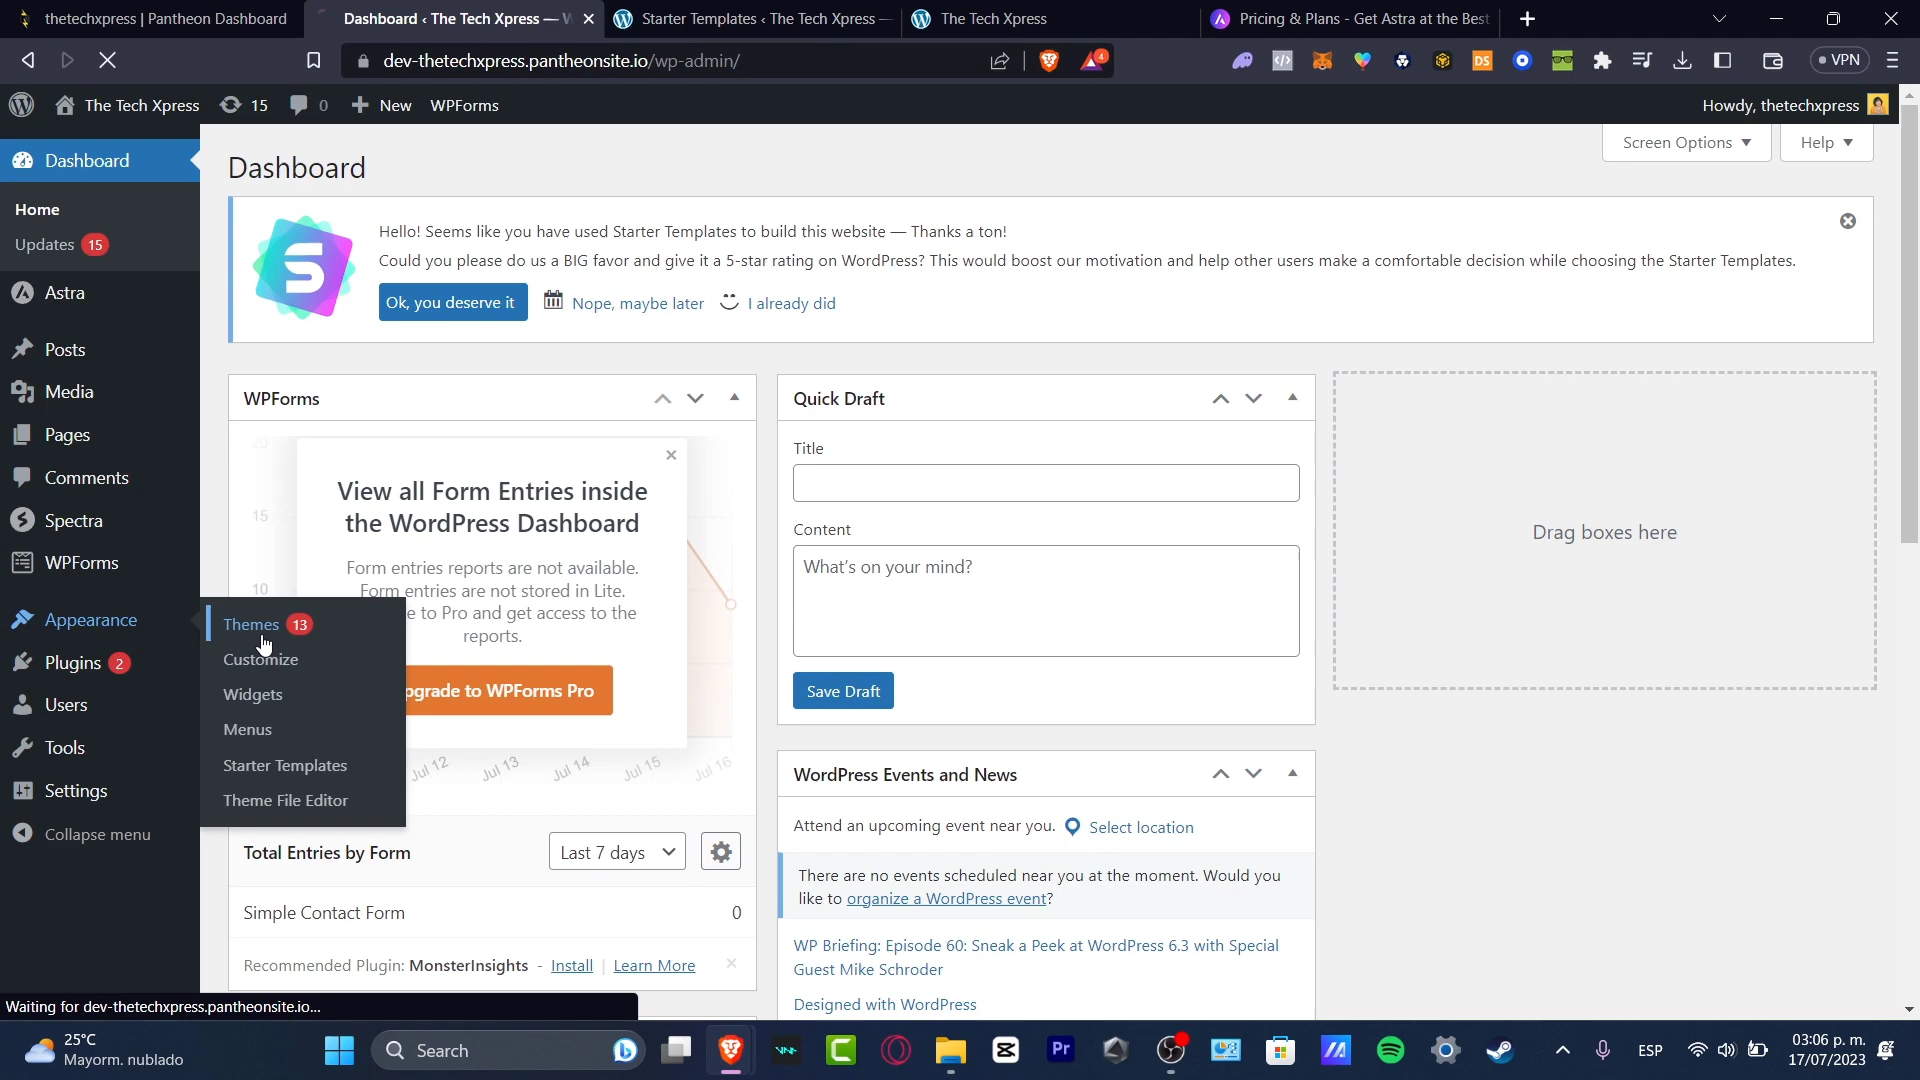 thetechxpress | Pantheon Dashboard
Dashboard ‹ The Tech Xpress — W
Starter Templates ‹ The Tech Xpress —
The Tech Xpress
Pricing & Plans - Get Astra at the Best
dev-thetechxpress.pantheonsite.io/wp-admin/
4
DS
VPN
The Tech Xpress
15
0
New
WPForms
Howdy, thetechxpress
Dashboard
Home
Updates 15
Astra
Posts
Media
Pages
Comments
Spectra
WPForms
Appearance
Plugins 2
Users
Tools
Settings
Collapse menu
Themes 13
Customize
Widgets
Menus
Starter Templates
Theme File Editor
Dashboard
Screen Options
Help
Hello! Seems like you have used Starter Templates to build this website — Thanks a ton!
Could you please do us a BIG favor and give it a 5-star rating on WordPress? This would boost our motivation and help other users make a comfortable decision while choosing the Starter Templates.
Ok, you deserve it
Nope, maybe later
I already did
WPForms
20
15
10
View all Form Entries inside
the WordPress Dashboard
Form entries reports are not available.
Form entries are not stored in Lite.
e to Pro and get access to the
reports.
pgrade to WPForms Pro
Jul 12
Jul 13
Jul 14
Jul 15
Jul 16
Total Entries by Form
Last 7 days
Simple Contact Form
0
Recommended Plugin: MonsterInsights - Install | Learn More
Quick Draft
Title
Content
What's on your mind?
Save Draft
WordPress Events and News
Attend an upcoming event near you.
Select location
There are no events scheduled near you at the moment. Would you
like to organize a WordPress event?
WP Briefing: Episode 60: Sneak a Peek at WordPress 6.3 with Special
Guest Mike Schroder
Designed with WordPress
Drag boxes here
Waiting for dev-thetechxpress.pantheonsite.io...
25°C
Mayorm. nublado
Search
Pr
ESP
03:06 p. m.
17/07/2023